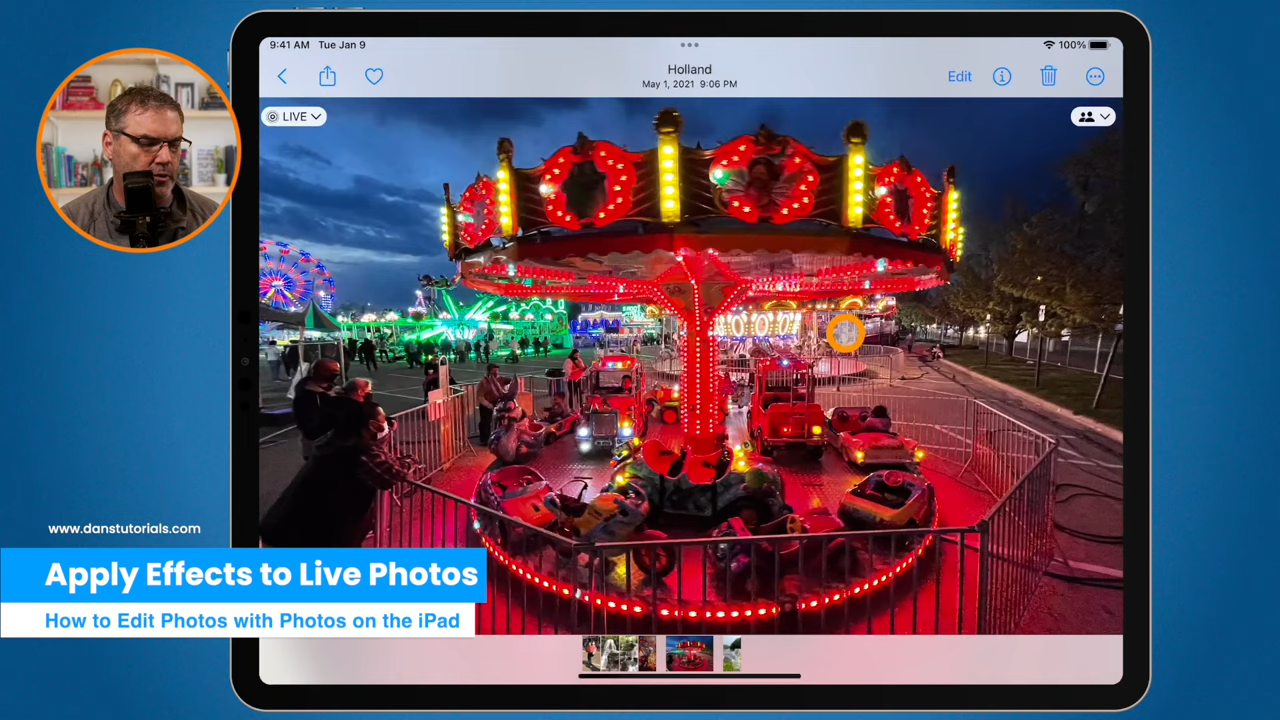 9:41 AM Tue Jan 9
100%
Holland
May 1, 2021 9:06 PM
Edit
LIVE
www.danstutorials.com
Apply Effects to Live Photos
How to Edit Photos with Photos on the iPad